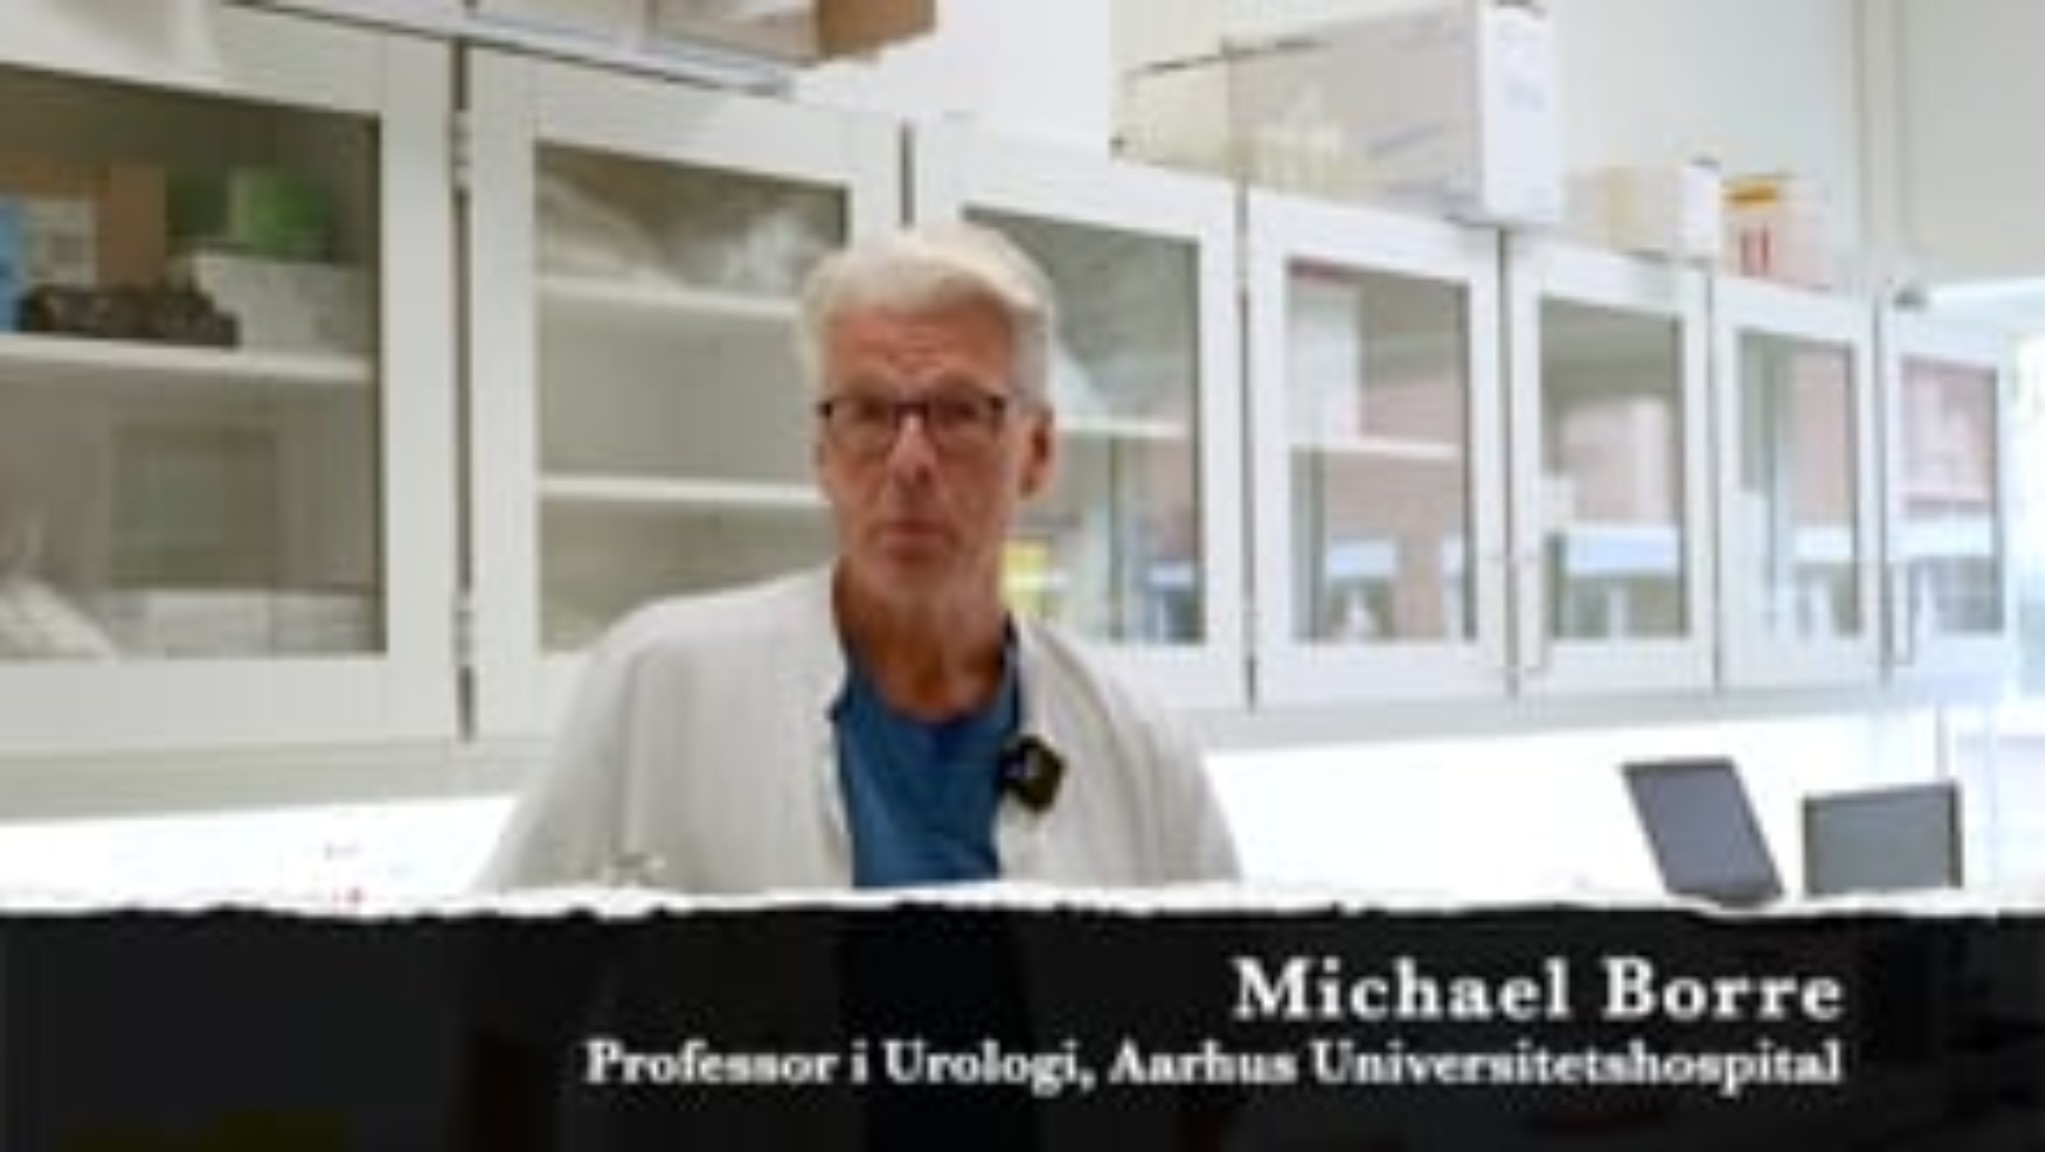 Michael Borre
Professor i Urologi, Aarhus Universitetshospital